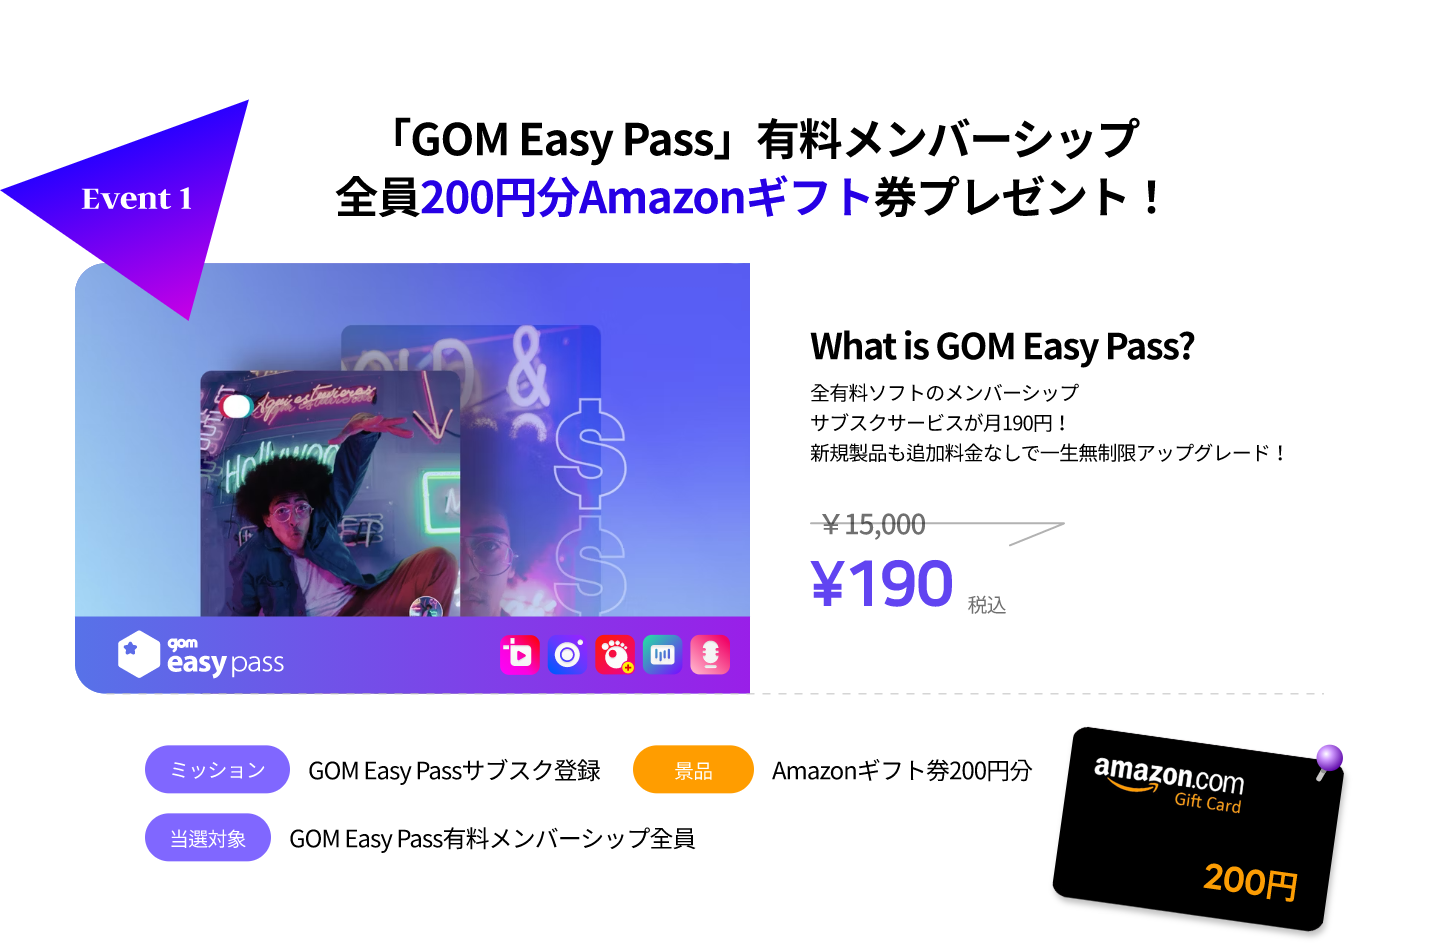 Event 1
「GOM Easy Pass」有料メンバーシップ
全員200円分Amazonギフト券プレゼント！
&
Aqui estuvieras
Hollywoo
$
$
gom
easy pass
What is GOM Easy Pass?
全有料ソフトのメンバーシップ
サブスクサービスが月190円！
新規製品も追加料金なしで一生無制限アップグレード！
￥15,000
¥190 税込
ミッション GOM Easy Passサブスク登録 景品 Amazonギフト券200円分
当選対象 GOM Easy Pass有料メンバーシップ全員
amazon.com
Gift Card
200円